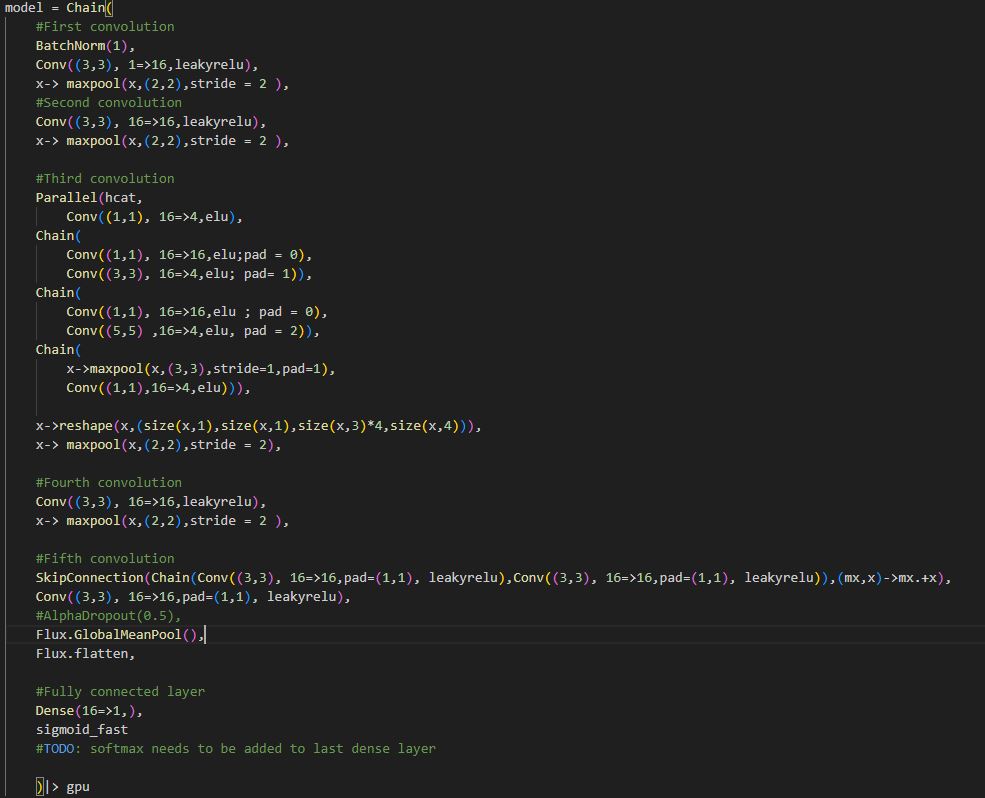 model = Chain(
    #First convolution
    BatchNorm(1),
    Conv((3,3), 1=>16,leakyrelu),
    x-> maxpool(x,(2,2),stride = 2 ),
    #Second convolution
    Conv((3,3), 16=>16,leakyrelu),
    x-> maxpool(x,(2,2),stride = 2 ),
    #Third convolution
    Parallel(hcat,
        Conv((1,1), 16=>4,elu),
    Chain(
        Conv((1,1), 16=>16,elu;pad = 0),
        Conv((3,3), 16=>4,elu; pad= 1)),
    Chain(
        Conv((1,1), 16=>16,elu ; pad = 0),
        Conv((5,5) ,16=>4,elu, pad = 2)),
    Chain(
        x->maxpool(x,(3,3),stride=1,pad=1),
        Conv((1,1),16=>4,elu))),
    x->reshape(x,(size(x,1),size(x,1),size(x,3)*4,size(x,4))),
    x-> maxpool(x,(2,2),stride = 2),
    #Fourth convolution
    Conv((3,3), 16=>16,leakyrelu),
    x-> maxpool(x,(2,2),stride = 2 ),
    #Fifth convolution
    SkipConnection(Chain(Conv((3,3), 16=>16,pad=(1,1), leakyrelu),Conv((3,3), 16=>16,pad=(1,1), leakyrelu)),(mx,x)->mx.+x),
    Conv((3,3), 16=>16,pad=(1,1), leakyrelu),
    #AlphaDropout(0.5),
    Flux.GlobalMeanPool(),
    Flux.flatten,
    #Fully connected layer
    Dense(16=>1,),
    sigmoid_fast
    #TODO: softmax needs to be added to last dense layer
    )|> gpu